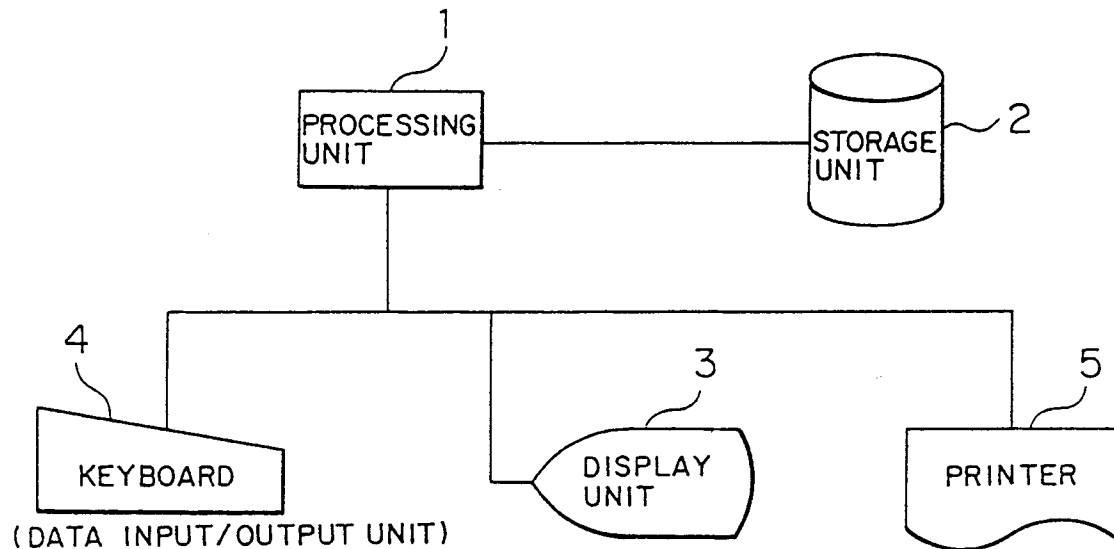 1
PROCESSING
UNIT
STORAGE
UNIT
2
4
KEYBOARD
(DATA INPUT/OUTPUT UNIT)
3
DISPLAY
UNIT
5
PRINTER